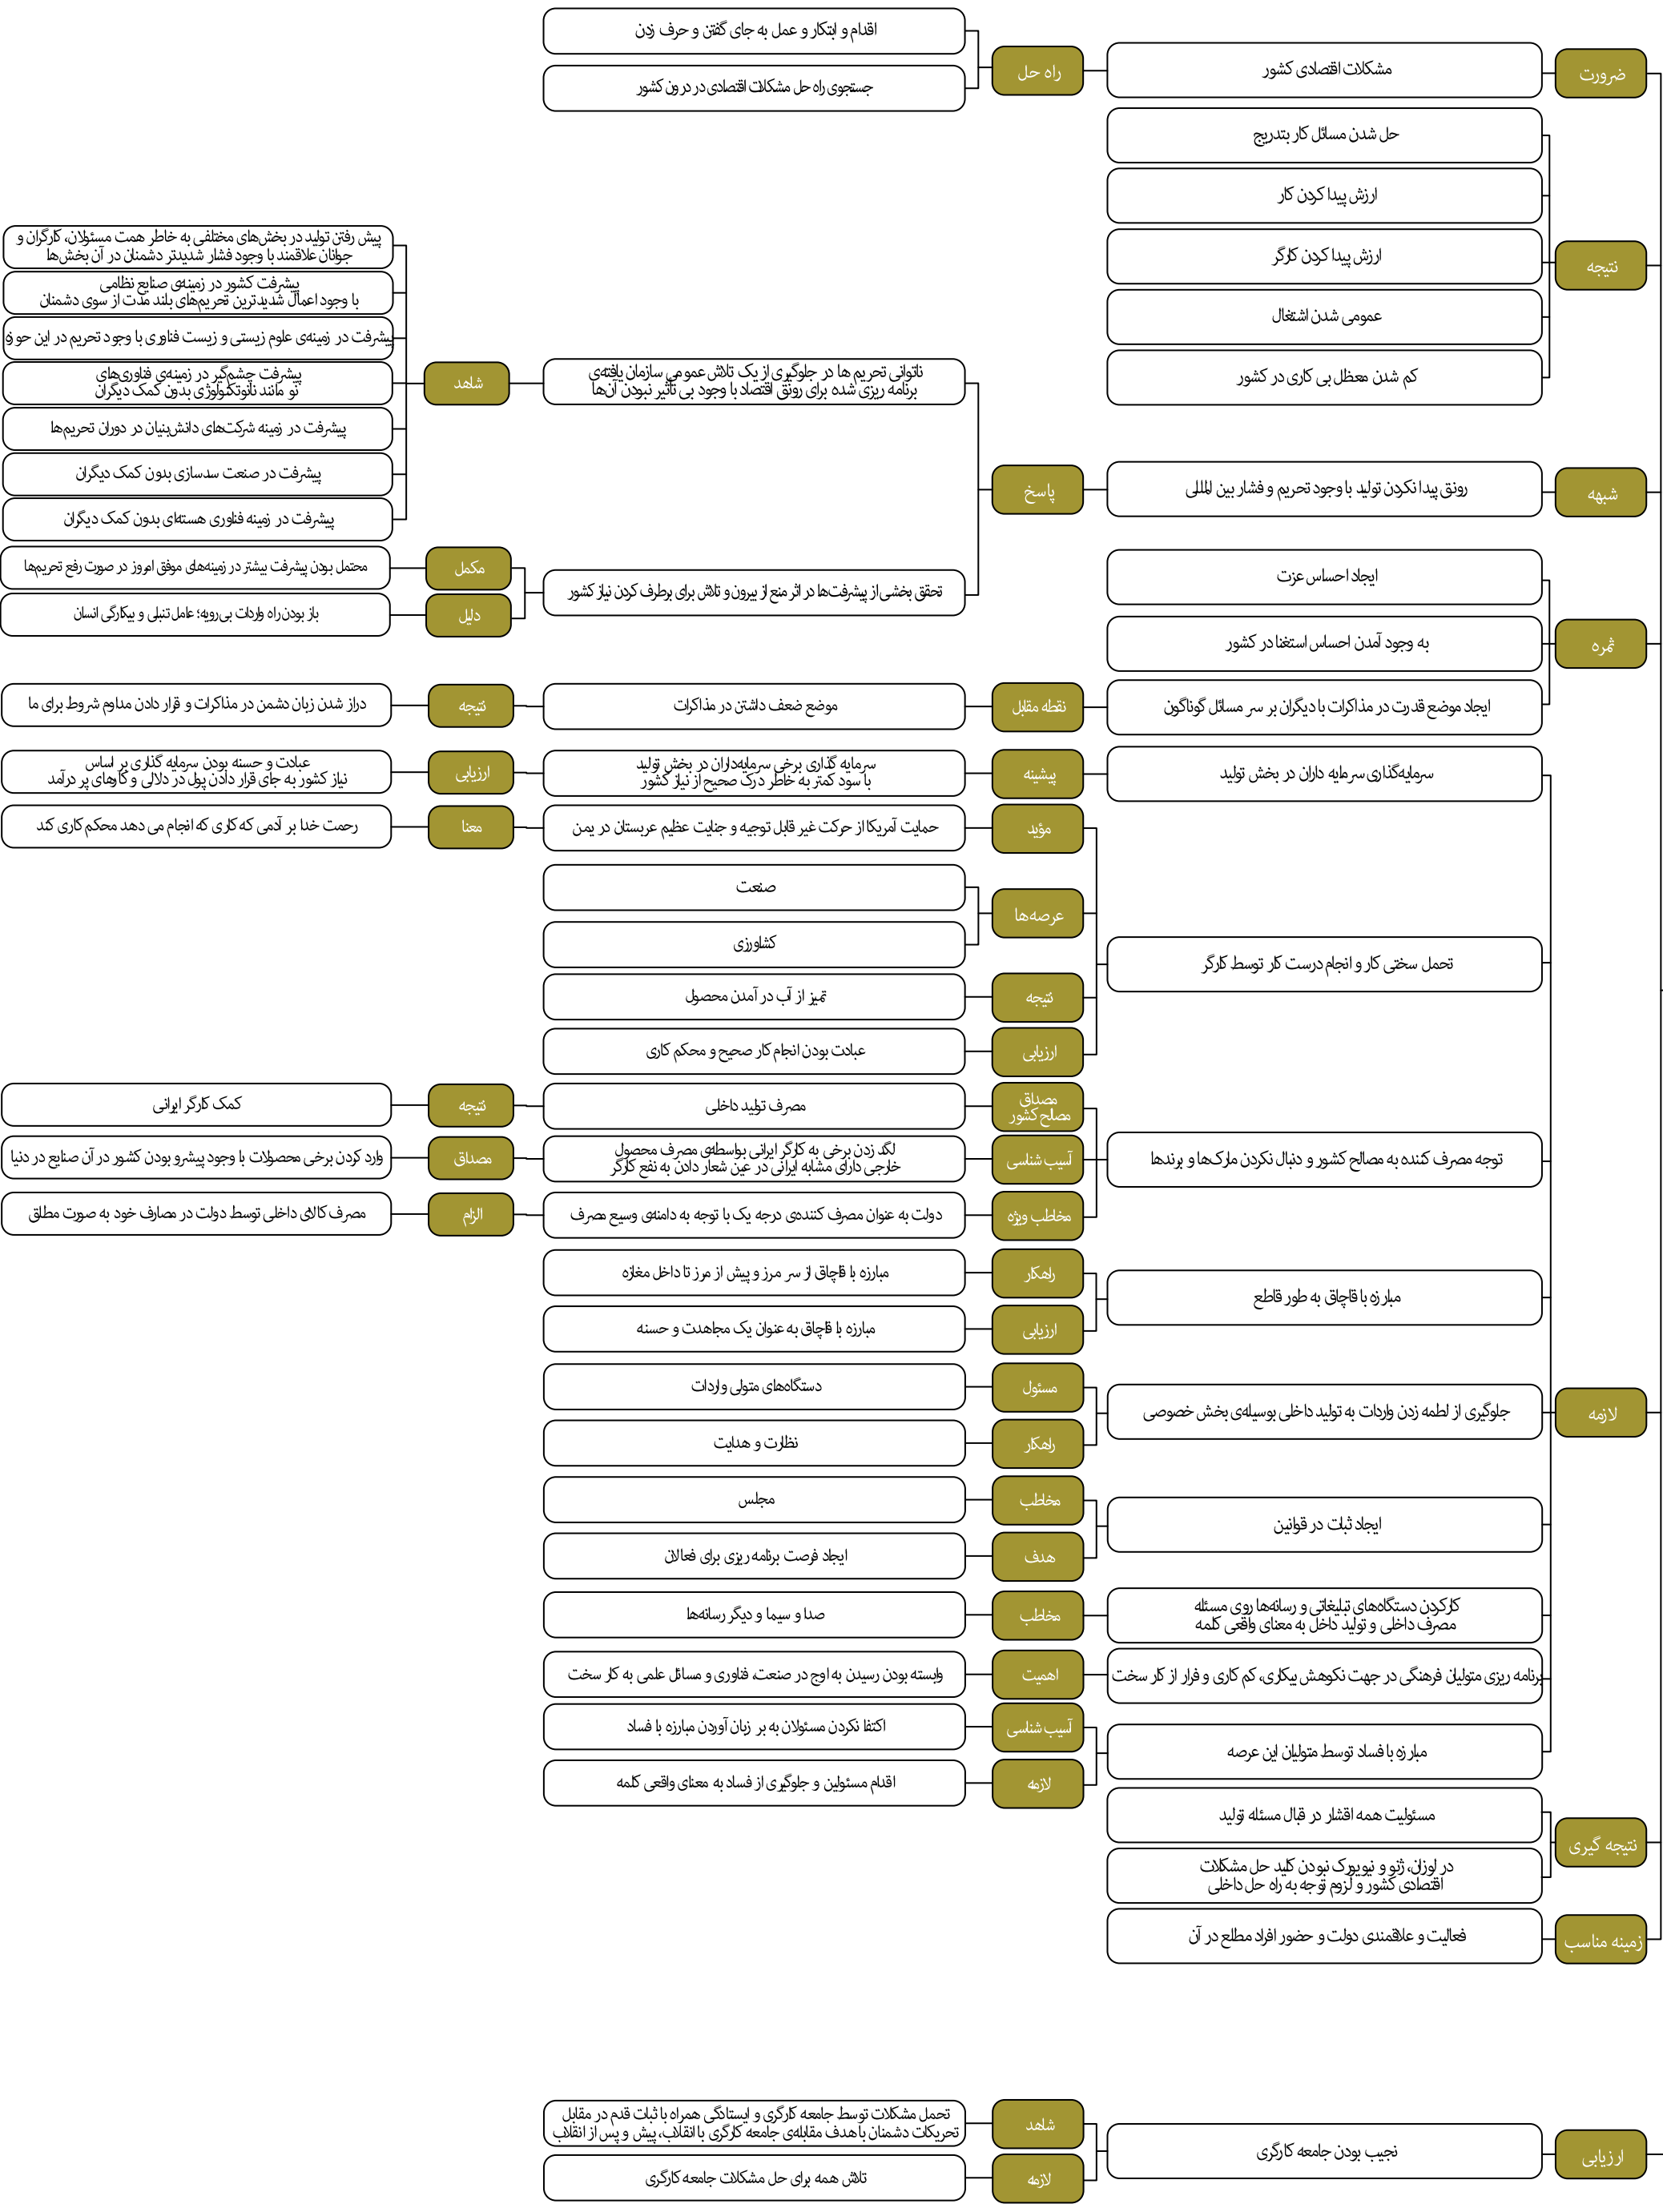 ضرورت
مشکلات اقتصادی کشور
راه حل
اقدام و ابتکار و عمل به جای گفتن و حرف زدن
جستجوی راه حل مشکلات اقتصادی در درون کشور
نتیجه
حل شدن مسائل کار بتدریج
ارزش پیدا کردن کار
ارزش پیدا کردن کارگر
عمومی شدن اشتغال
کم شدن معظل بی کاری در کشور
شبهه
رونق پیدا نکردن تولید با وجود تحریم و فشار بین المللی
پاسخ
ناتوانی تحریم ها در جلوگیری از یک تلاش عمومی سازمان یافته‌ی
برنامه ریزی شده برای رونق اقتصاد با وجود بی تأثیر نبودن آن‌ها
شاهد
پیش رفتن تولید در بخش‌های مختلفی به خاطر همت مسئولان، کارگران و
جوانان علاقمند با وجود فشار شدیدتر دشمنان در آن بخش‌ها
پیشرفت کشور در زمینه‌ی صنایع نظامی
با وجود اعمال شدیدترین تحریم‌های بلند مدت از سوی دشمنان
پیشرفت در زمینه‌ی علوم زیستی و زیست فناوری با وجود تحریم در این حوزه
پیشرفت چشم‌گیر در زمینه‌ی فناوری‌های
نو مانند نانوتکنولوژی بدون کمک دیگران
پیشرفت در زمینه شرکت‌های دانش‌بنیان در دوران تحریم‌ها
پیشرفت در صنعت سدسازی بدون کمک دیگران
پیشرفت در زمینه فناوری هسته‌ای بدون کمک دیگران
تحقق بخشی از پیشرفت‌ها در اثر منع از بیرون و تلاش برای برطرف کردن نیاز کشور
مکمل
محتمل بودن پیشرفت بیشتر در زمینه‌های موفق امروز در صورت رفع تحریم‌ها
دلیل
باز بودن راه واردات بی‌رویه؛ عامل تنبلی و بیکارگی انسان
ثمره
ایجاد احساس عزت
به وجود آمدن احساس استغنا در کشور
ایجاد موضع قدرت در مذاکرات با دیگران بر سر مسائل گوناگون
نقطه مقابل
موضع ضعف داشتن در مذاکرات
نتیجه
دراز شدن زبان دشمن در مذاکرات و قرار دادن مداوم شروط برای ما
لازمه
سرمایه‌گذاری سرمایه داران در بخش تولید
پیشینه
سرمایه گذاری برخی سرمایه‌داران در بخش تولید
با سود کمتر به خاطر درک صحیح از نیاز کشور
ارزیابی
عبادت و حسنه بودن سرمایه گذاری بر اساس
نیاز کشور به جای قرار دادن پول در دلالی و کارهای پر درآمد
تحمل سختی کار و انجام درست کار توسط کارگر
مؤید
حمایت آمریکا از حرکت غیر قابل توجیه و جنایت عظیم عربستان در یمن
معنا
رحمت خدا بر آدمی که کاری که انجام می دهد محکم کاری کند
عرصه‌ها
صنعت
کشاورزی
نتیجه
تمیز از آب در آمدن محصول
ارزیابی
عبادت بودن انجام کار صحیح و محکم کاری
توجه مصرف کننده به مصالح کشور و دنبال نکردن مارک‌ها و برندها
مصداق
مصلح کشور
مصرف تولید داخلی
نتیجه
کمک کارگر ایرانی
آسیب شناسی
لگد زدن برخی به کارگر ایرانی بواسطه‌ی مصرف محصول
خارجی دارای مشابه ایرانی در عین شعار دادن به نفع کارگر
مصداق
وارد کردن برخی محصولات با وجود پیشرو بودن کشور در آن صنایع در دنیا
مخاطب ویژه
دولت به عنوان مصرف کننده‌ی درجه یک با توجه به دامنه‌ی وسیع مصرف
الزام
مصرف کالای داخلی توسط دولت در مصارف خود به صورت مطلق
مبارزه با قاچاق به طور قاطع
راهکار
مبارزه با قاچاق از سر مرز و پیش از مرز تا داخل مغازه
ارزیابی
مبارزه با قاچاق به عنوان یک مجاهدت و حسنه
جلوگیری از لطمه زدن واردات به تولید داخلی بوسیله‌ی بخش خصوصی
مسئول
دستگاه‌های متولی واردات
راهکار
نظارت و هدایت
ایجاد ثبات در قوانین
مخاطب
مجلس
هدف
ایجاد فرصت برنامه ریزی برای فعالان
کارکردن دستگاه‌های تبلیغاتی و رسانه‌ها روی مسئله
مصرف داخلی و تولید داخل به معنای واقعی کلمه
مخاطب
صدا و سیما و دیگر رسانه‌ها
برنامه ریزی متولیان فرهنگی در جهت نکوهش بیکاری، کم کاری و فرار از کار سخت
اهمیت
وابسته بودن رسیدن به اوج در صنعت، فناوری و مسائل علمی به کار سخت
مبارزه با فساد توسط متولیان این عرصه
آسیب شناسی
اکتفا نکردن مسئولان به بر زبان آوردن مبارزه با فساد
لازمه
اقدام مسئولین و جلوگیری از فساد به معنای واقعی کلمه
نتیجه گیری
مسئولیت همه اقشار در قبال مسئله تولید
در لوزان، ژنو و نیویورک نبودن کلید حل مشکلات
اقتصادی کشور و لزوم توجه به راه حل داخلی
زمینه مناسب
فعالیت و علاقمندی دولت و حضور افراد مطلع در آن
ارزیابی
نجیب بودن جامعه کارگری
شاهد
تحمل مشکلات توسط جامعه کارگری و ایستادگی همراه با ثبات قدم در مقابل
تحریکات دشمنان با هدف مقابله‌ی جامعه کارگری با انقلاب، پیش و پس از انقلاب
لازمه
تلاش همه برای حل مشکلات جامعه کارگری